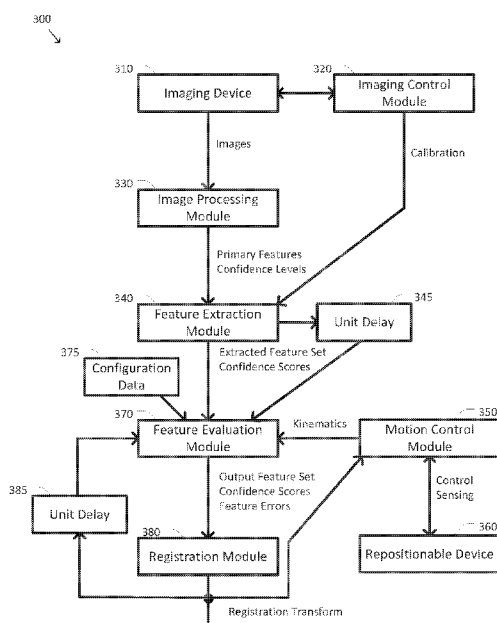 300
310
320
Imaging Device
Imaging Control
Module
Images
Calibration
330
Image Processing
Module
Primary Features
Confidence Levels
340
345
Feature Extraction
Module
Unit Delay
375
Extracted Feature Set
Confidence Scores
Configuration
Data
370
Kinematics
350
Feature Evaluation
Module
Motion Control
Module
385
Output Feature Set
Confidence Scores
Feature Errors
Control
Sensing
Unit Delay
380
360
Registration Module
Repositionable Device
Registration Transform